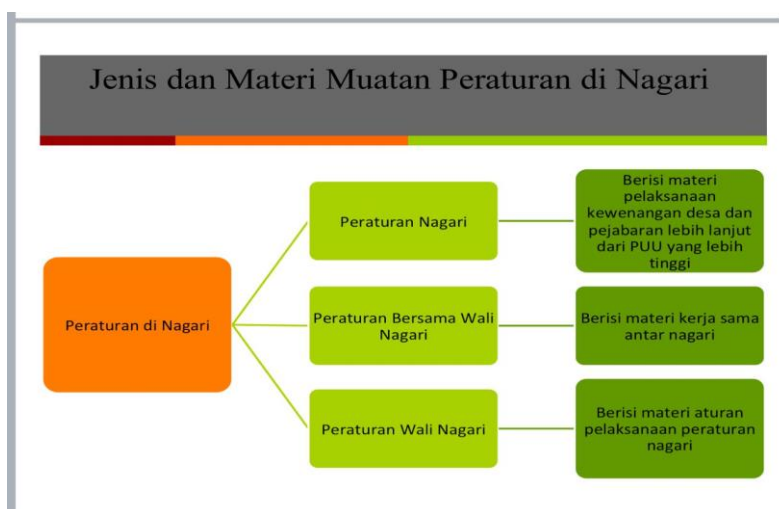 Jenis dan Materi Muatan Peraturan di Nagari
Peraturan di Nagari
Peraturan Nagari
Berisi materi
pelaksanaan
kewenangan desa dan
pejabaran lebih lanjut
dari PUU yang lebih
tinggi
Peraturan Bersama Wali
Nagari
Berisi materi kerja sama
antar nagari
Peraturan Wali Nagari
Berisi materi aturan
pelaksanaan peraturan
nagari